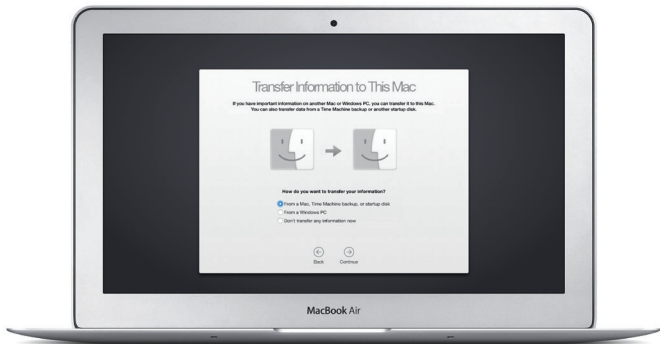 Transfer Information to This Mac
If you have important information on another Mac or Windows PC, you can transfer it to this Mac.
You can also transfer data from a Time Machine backup or another startup disk.
How do you want to transfer your information?
From a Mac, Time Machine backup, or startup disk
From a Windows PC
Don't transfer any information now
Back Continue
MacBook Air